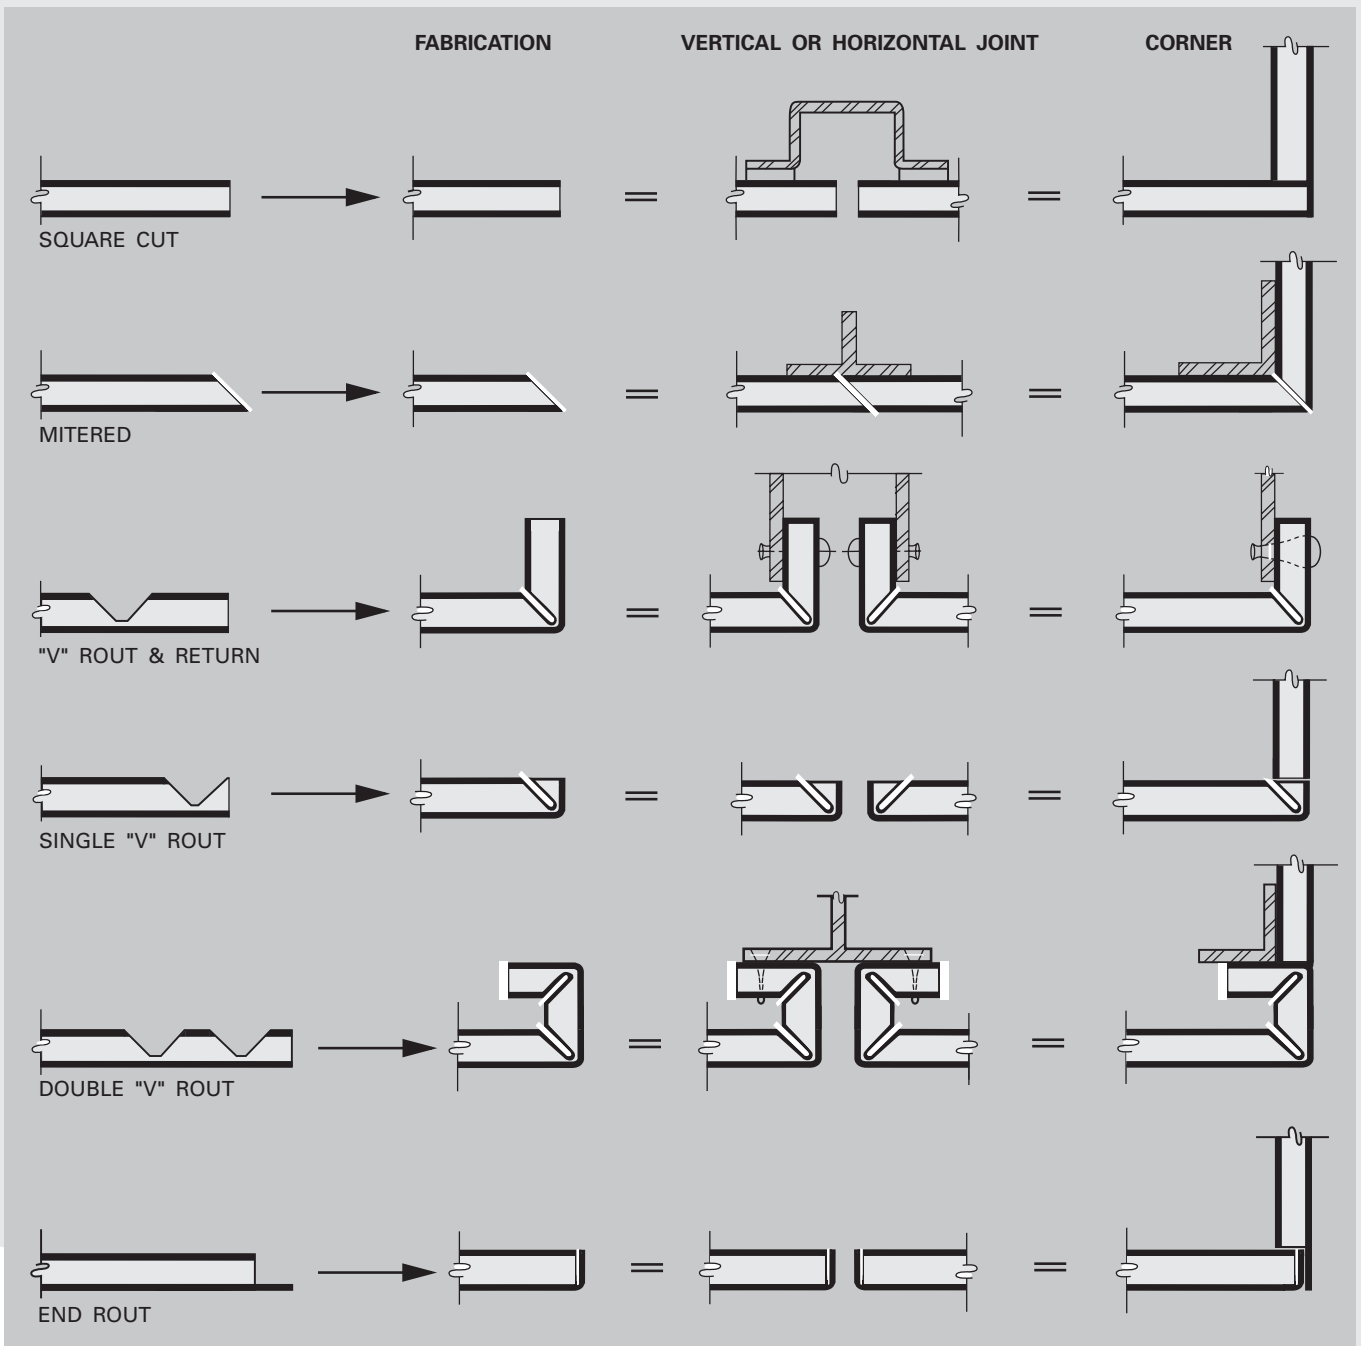 FABRICATION
VERTICAL OR HORIZONTAL JOINT
CORNER
SQUARE CUT
MITERED
"V" ROUT & RETURN
SINGLE "V" ROUT
DOUBLE "V" ROUT
END ROUT